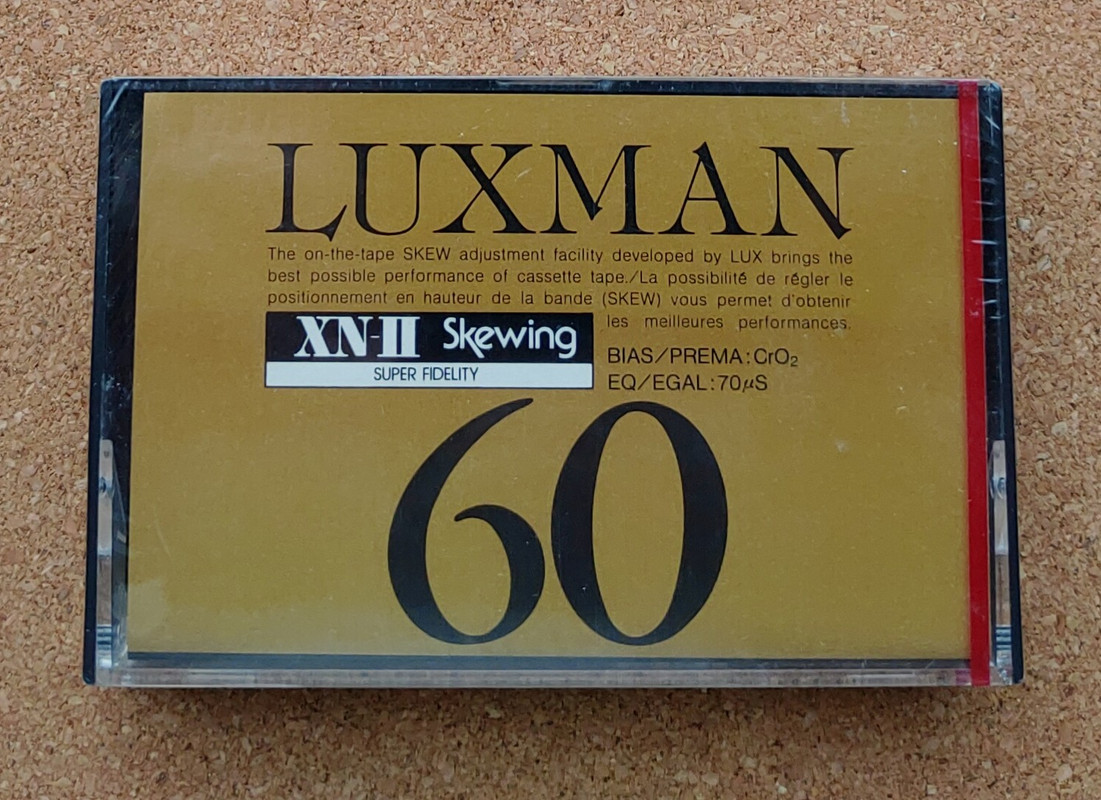 LUXMAN
The on-the-tape SKEW adjustment facility developed by LUX brings the
best possible performance of cassette tape./La possibilité de régler le
positionnement en hauteur de la bande (SKEW) vous permet d'obtenir
les meilleures performances.
XN-II Skewing
SUPER FIDELITY
BIAS/PREMA:CrO₂
EQ/EGAL:70μS
60